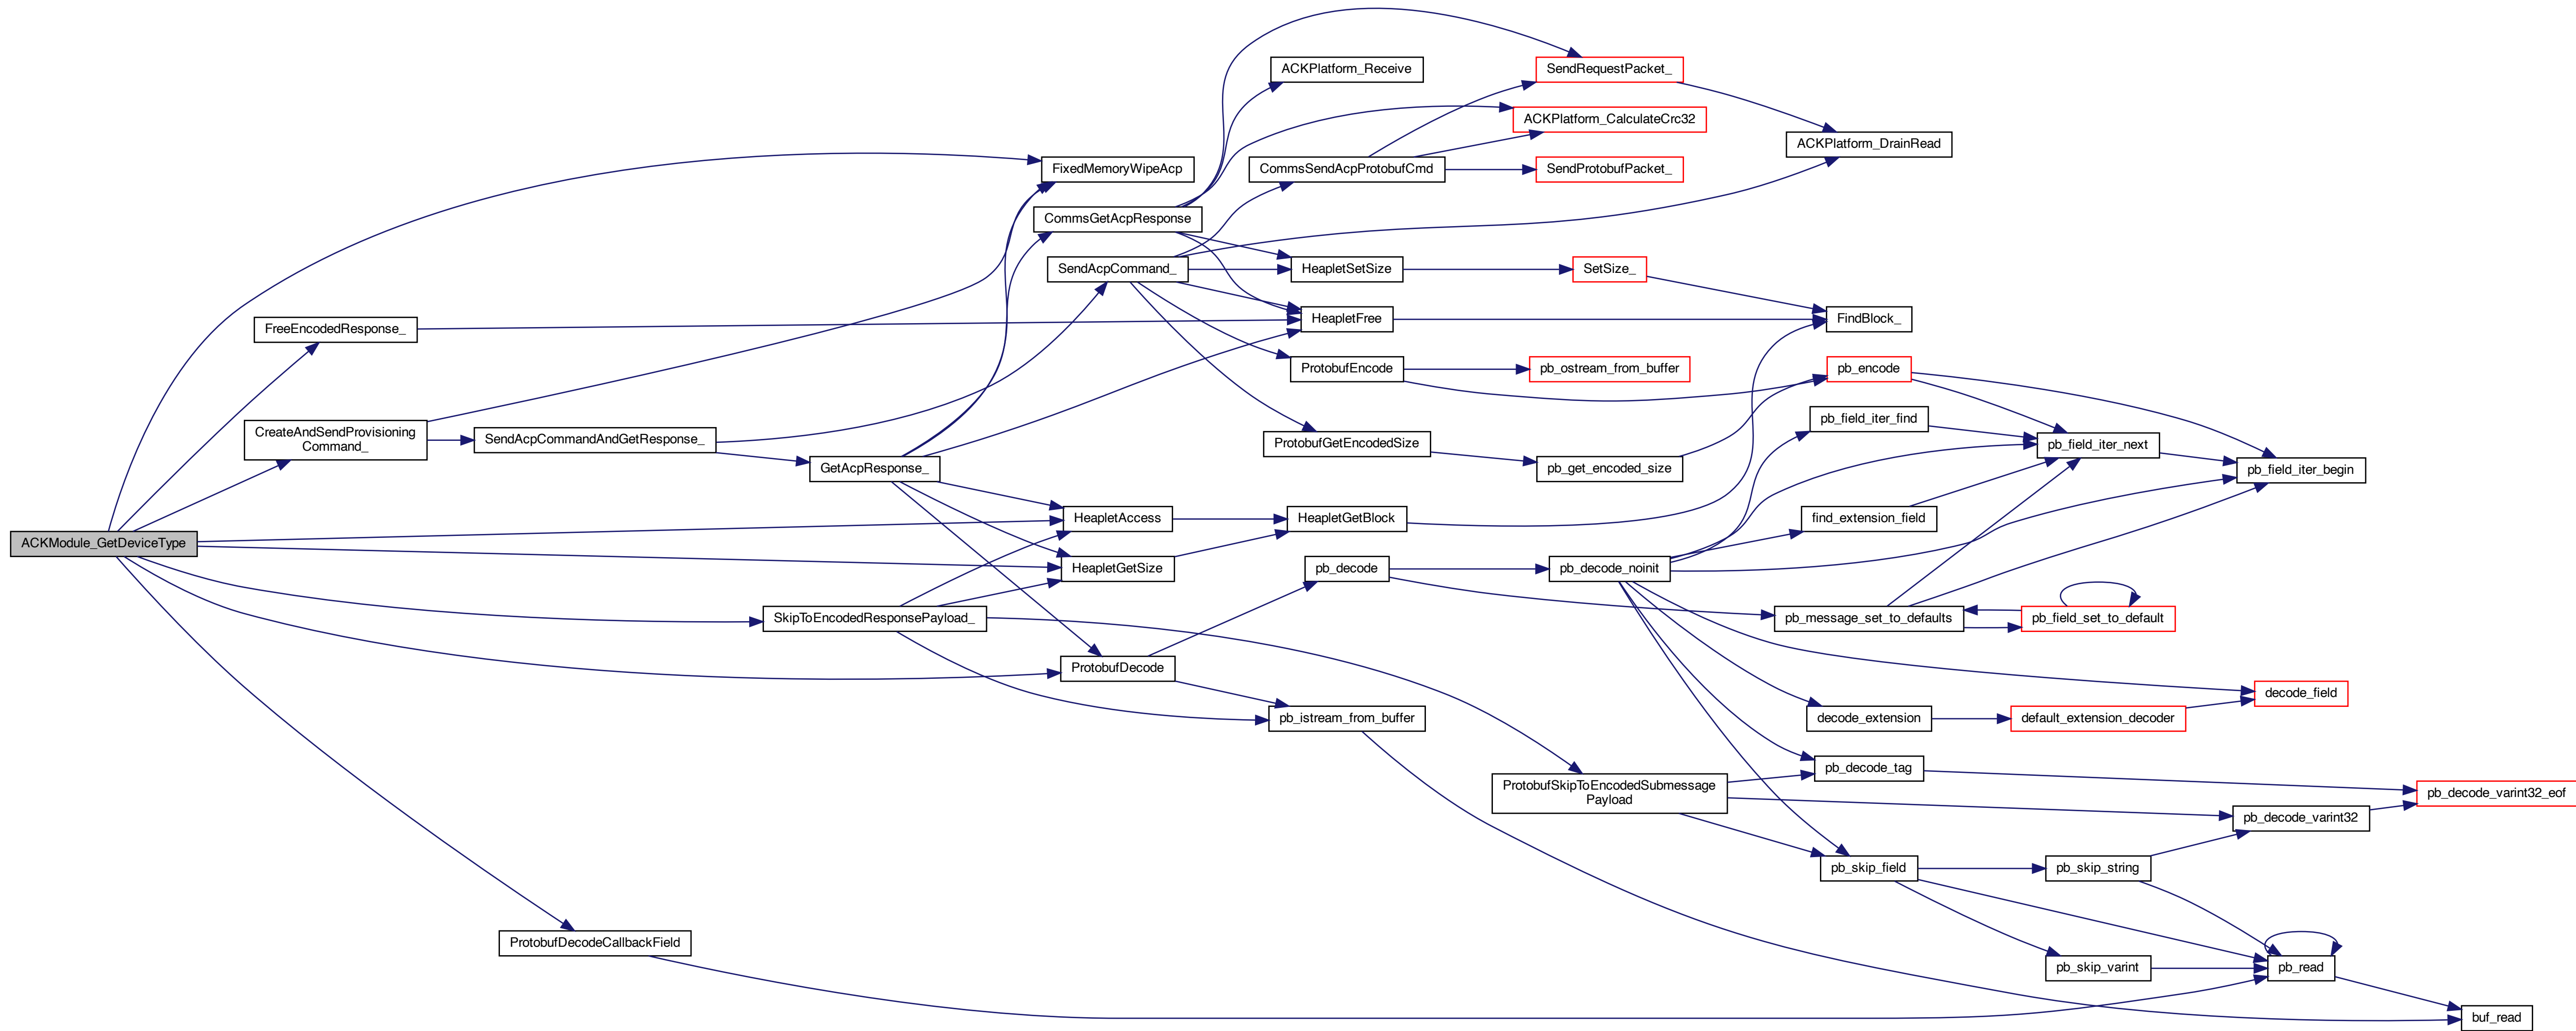 ACKModule_GetDeviceType
FreeEncodedResponse_
CreateAndSendProvisioning
Command_
SendAcpCommandAndGetResponse_
ProtobufDecodeCallbackField
SkipToEncodedResponsePayload_
GetAcpResponse_
FixedMemoryWipeAcp
CommsGetAcpResponse
SendAcpCommand_
HeapletAccess
HeapletGetSize
ProtobufDecode
ACKPlatform_Receive
CommsSendAcpProtobufCmd
HeapletSetSize
HeapletFree
ProtobufEncode
ProtobufGetEncodedSize
HeapletGetBlock
pb_decode
pb_istream_from_buffer
SendRequestPacket_
ACKPlatform_CalculateCrc32
SendProtobufPacket_
SetSize_
pb_ostream_from_buffer
pb_get_encoded_size
pb_decode_noinit
ProtobufSkipToEncodedSubmessage
Payload
ACKPlatform_DrainRead
FindBlock_
pb_encode
pb_field_iter_find
find_extension_field
pb_message_set_to_defaults
decode_extension
pb_decode_tag
pb_skip_field
pb_field_iter_next
pb_field_set_to_default
default_extension_decoder
pb_skip_string
pb_skip_varint
pb_field_iter_begin
decode_field
pb_decode_varint32
pb_read
pb_decode_varint32_eof
buf_read